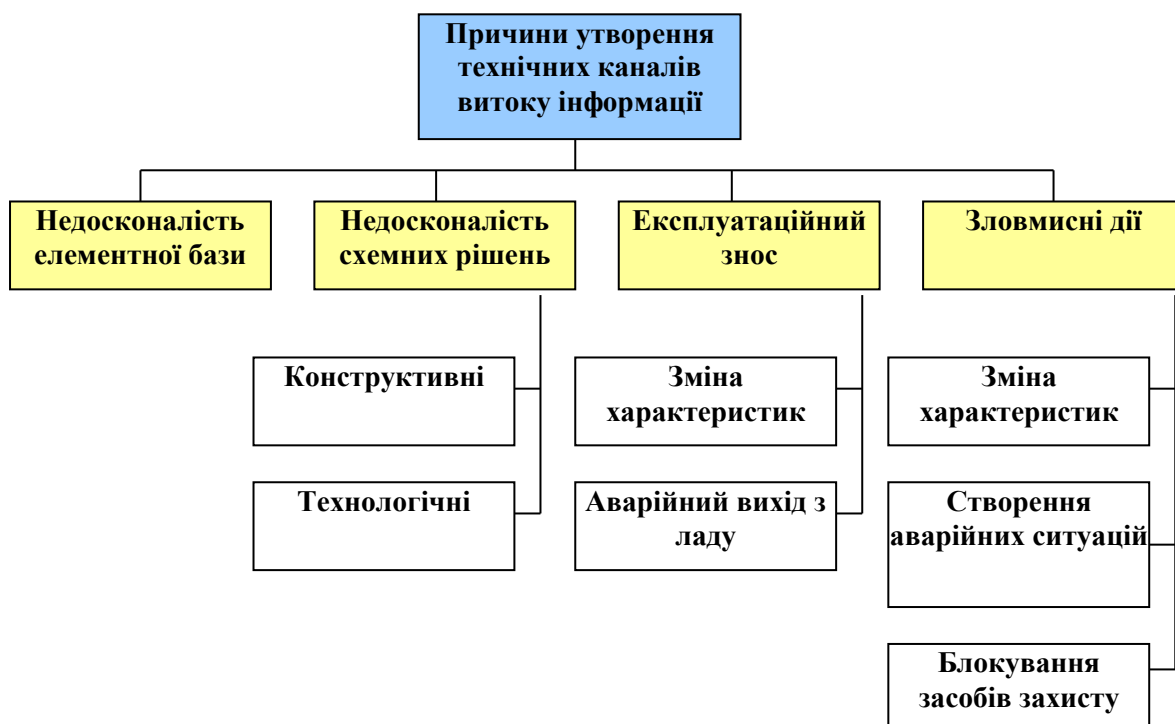 Причини утворення
технічних каналів
витоку інформації
Недосконалість
елементної бази
Недосконалість
схемних рішень
Експлуатаційний
знос
Зловмисні дії
Конструктивні
Зміна
характеристик
Зміна
характеристик
Технологічні
Аварійний вихід з
ладу
Створення
аварійних ситуацій
Блокування
засобів захисту